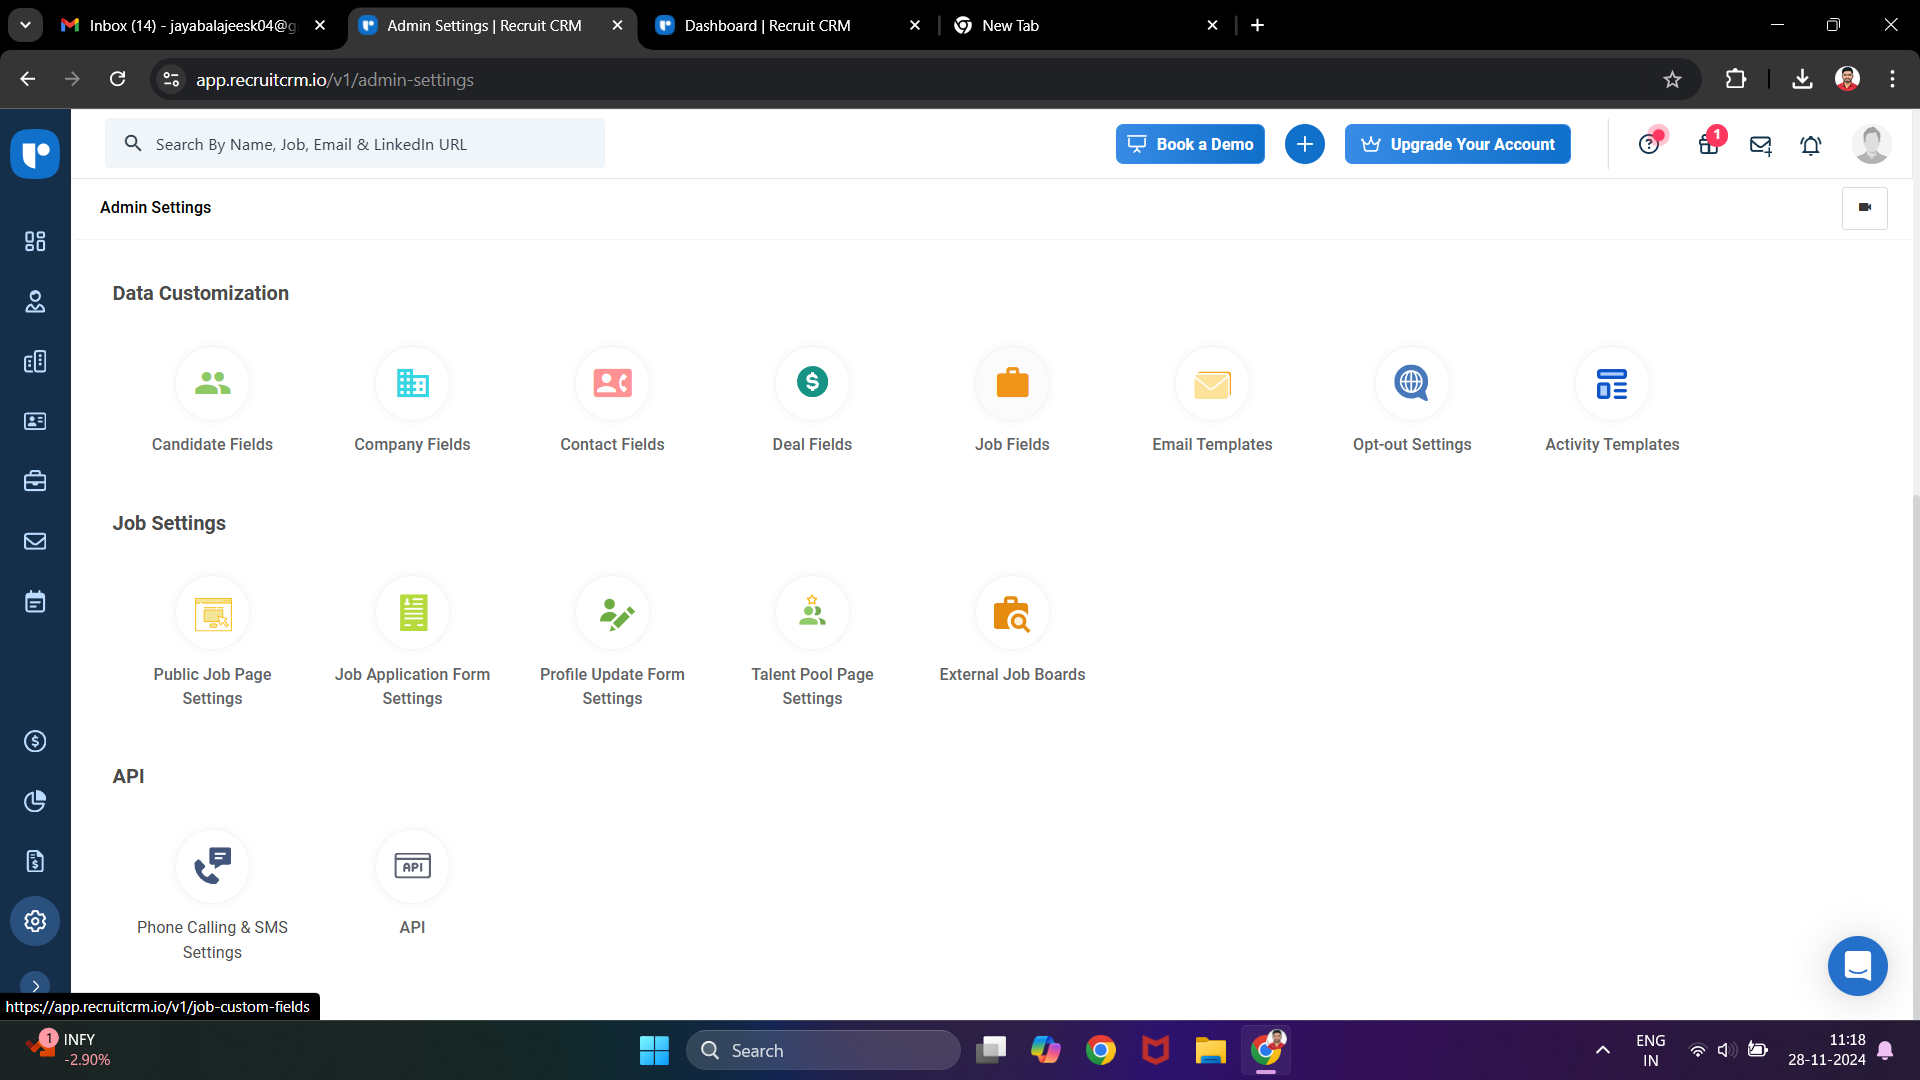 Inbox (14) - jayabalajeesk04@g
Admin Settings | Recruit CRM
Dashboard | Recruit CRM
New Tab
app.recruitcrm.io/v1/admin-settings
Search By Name, Job, Email & LinkedIn URL
Book a Demo
Upgrade Your Account
1
Admin Settings
Data Customization
Candidate Fields
Company Fields
Contact Fields
Deal Fields
Job Fields
Email Templates
Opt-out Settings
Activity Templates
Job Settings
Public Job Page
Settings
Job Application Form
Settings
Profile Update Form
Settings
Talent Pool Page
Settings
External Job Boards
API
API
Phone Calling & SMS
Settings
API
https://app.recruitcrm.io/v1/job-custom-fields
1
INFY
-2.90%
Search
ENG
IN
11:18
28-11-2024